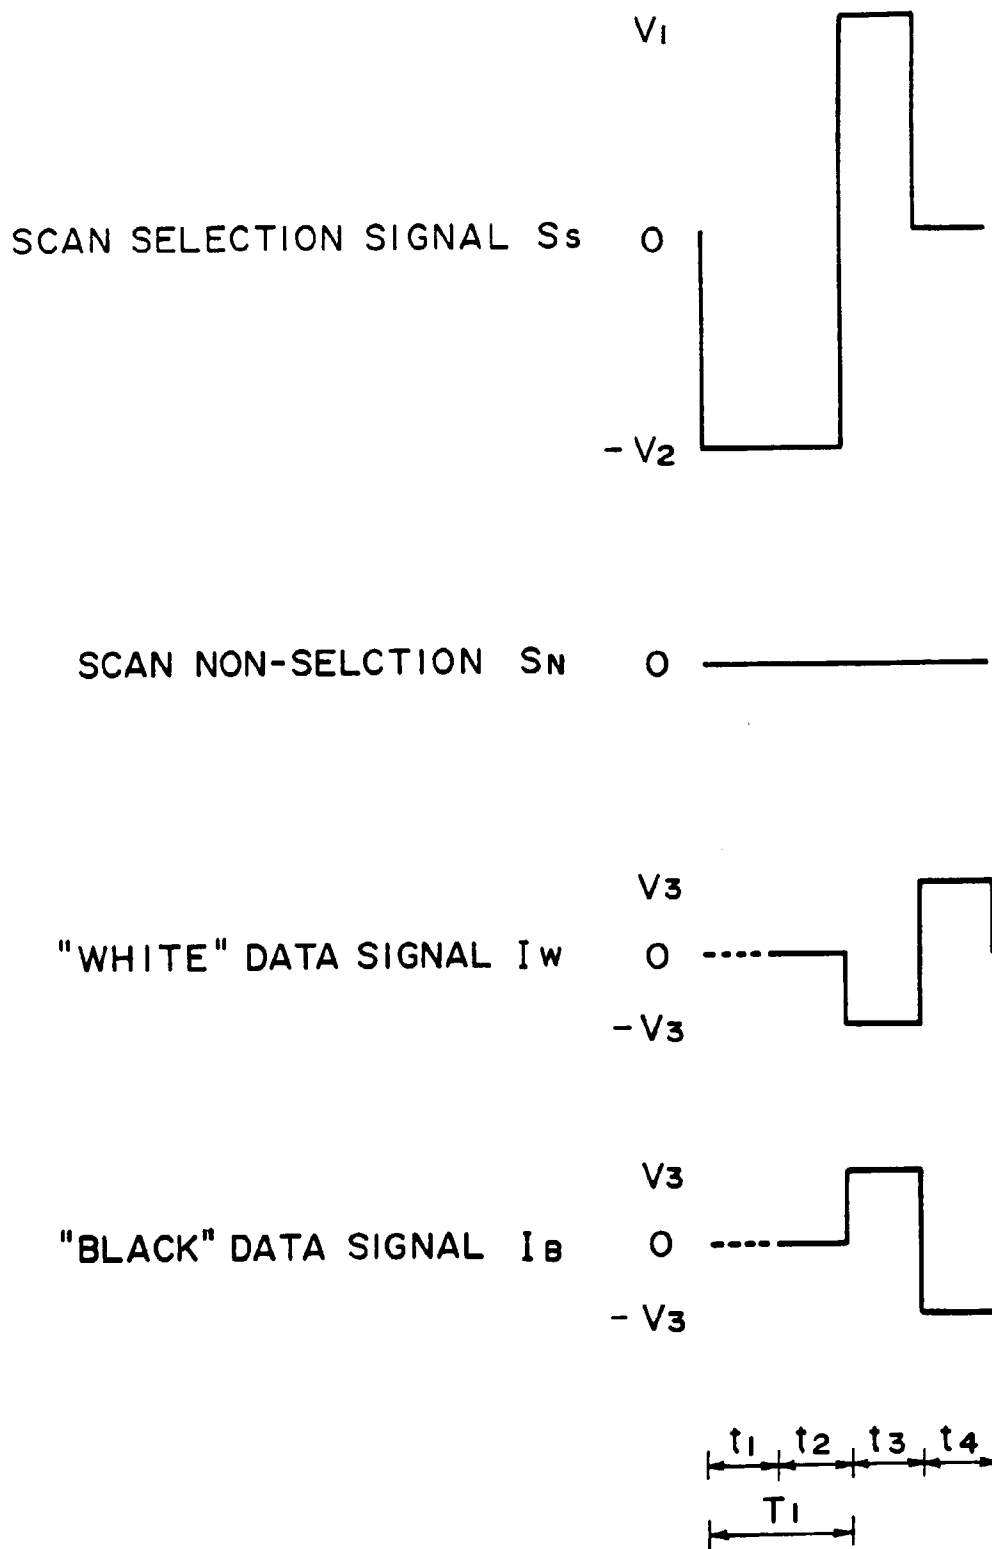 V1
SCAN SELECTION SIGNAL Ss 0
-V2
SCAN NON-SELCTION SN 0
V3
"WHITE" DATA SIGNAL IW 0
-V3
V3
"BLACK" DATA SIGNAL IB 0
-V3
t1 t2 t3 t4
T1